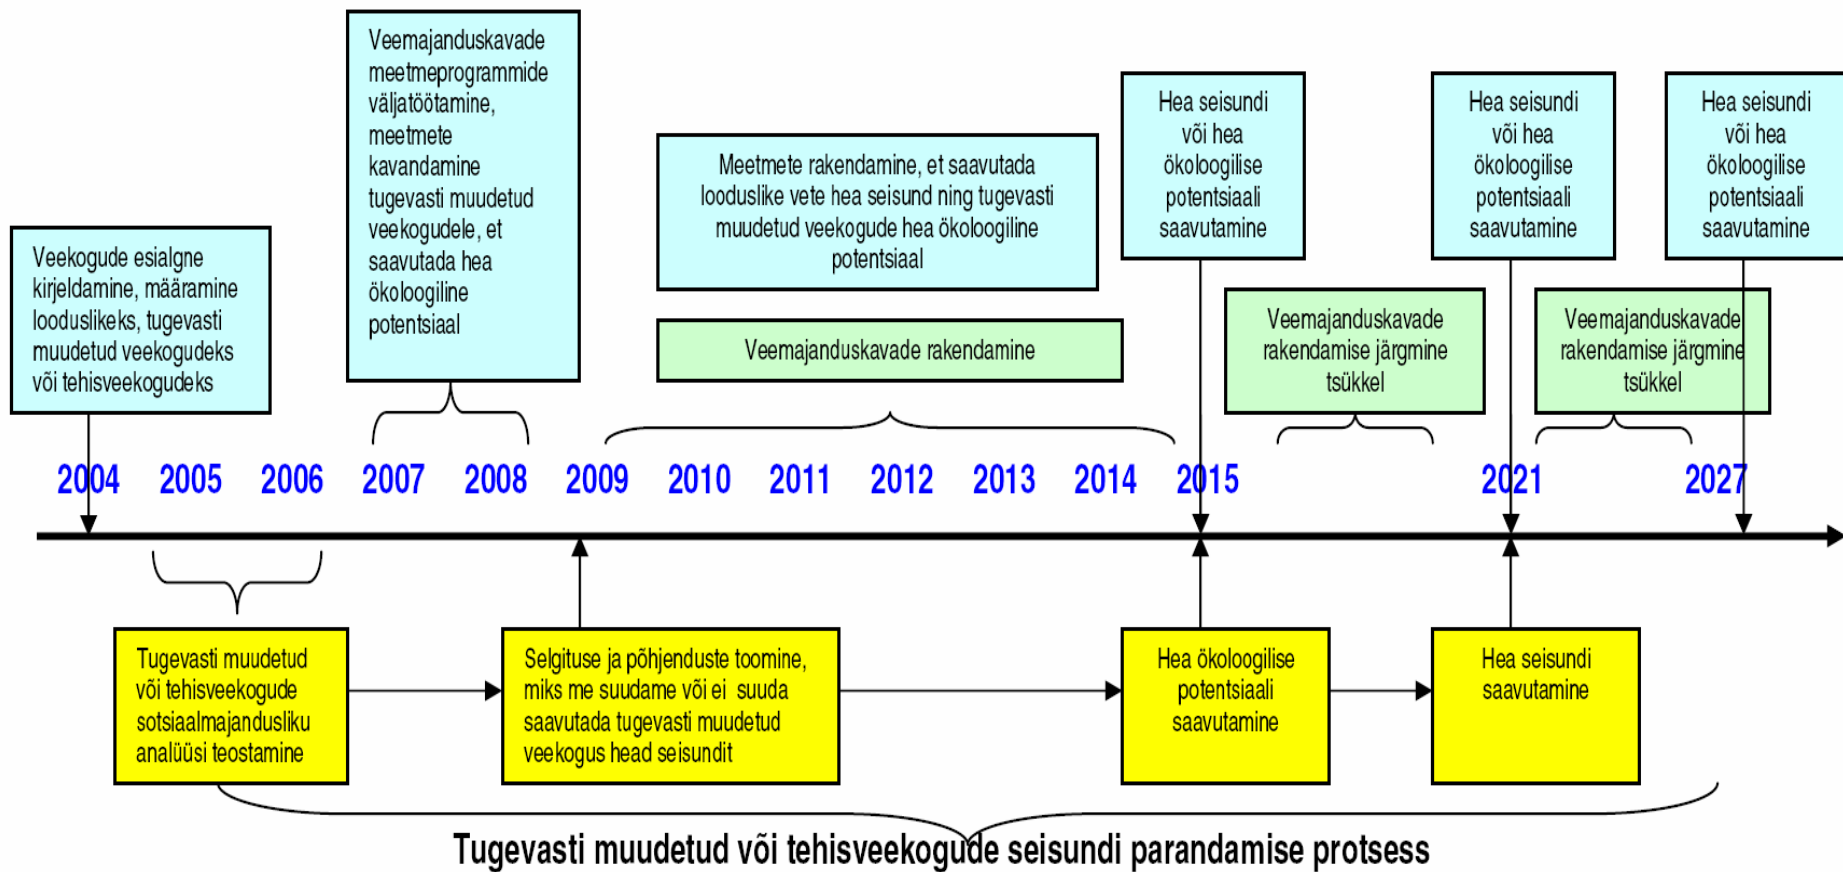 Veemajanduskavade
meetmeprogrammide
väljatöötamine,
meetmete
kavandamine
tugevasti muudetud
veekogudele, et
saavutada hea
ökoloogiline
potentsiaal
Veekogude esialgne
kirjeldamine, määramine
looduslikeks, tugevasti
muudetud veekogudeks
või tehisveekogudeks
Meetmete rakendamine, et saavutada
looduslike vete hea seisund ning tugevasti
muudetud veekogude hea ökoloogiline
potentsiaal
Veemajanduskavade rakendamine
Hea seisundi
või hea
ökoloogilise
potentsiaali
saavutamine
Hea seisundi
või hea
ökoloogilise
potentsiaali
saavutamine
Hea seisundi
või hea
ökoloogilise
potentsiaali
saavutamine
Veemajanduskavade
rakendamise järgmine
tsükkel
Veemajanduskavade
rakendamise järgmine
tsükkel
2004 2005 2006 2007 2008 2009 2010 2011 2012 2013 2014 2015 2021 2027
Tugevasti muudetud
või tehisveekogude
sotsiaalmajandusliku
analüüsi teostamine
Selgituse ja põhjenduste toomine,
miks me suudame või ei suuda
saavutada tugevasti muudetud
veekogus head seisundit
Hea ökoloogilise
potentsiaali
saavutamine
Hea seisundi
saavutamine
Tugevasti muudetud või tehisveekogude seisundi parandamise protsess